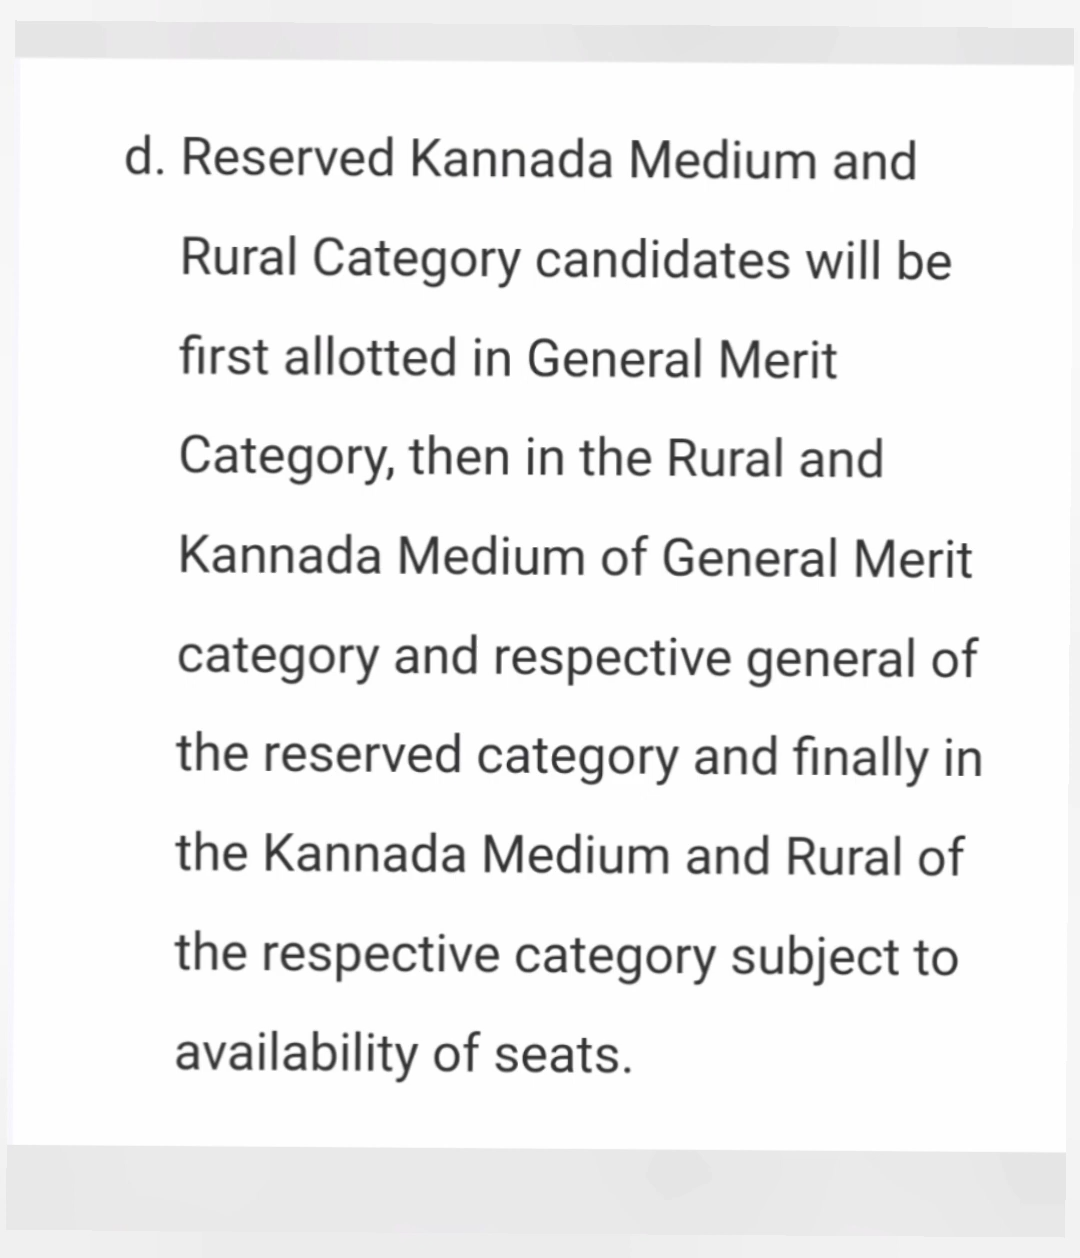 d. Reserved Kannada Medium and
Rural Category candidates will be
first allotted in General Merit
Category, then in the Rural and
Kannada Medium of General Merit
category and respective general of
the reserved category and finally in
the Kannada Medium and Rural of
the respective category subject to
availability of seats.